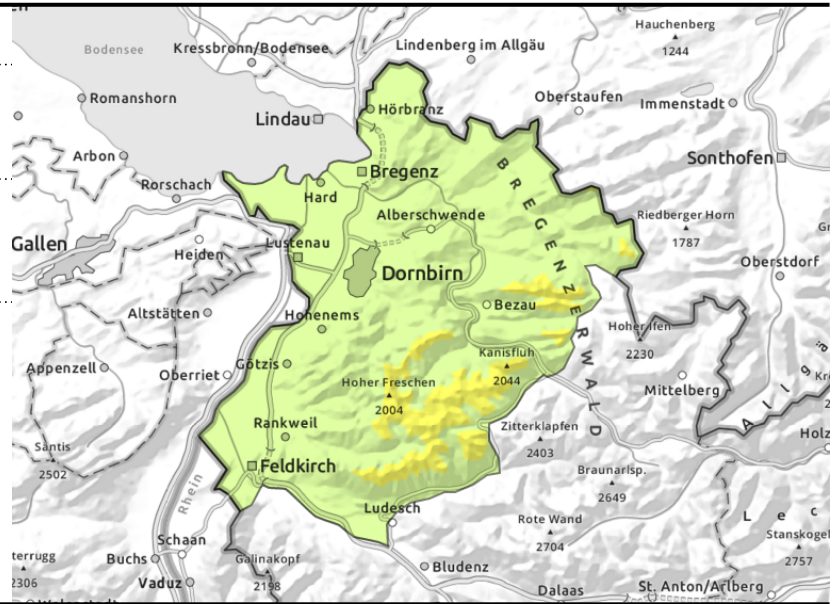 Hauchenberg
1244
Bodensee
Kressbronn/Bodensee
Lindenberg im Allgäu
Romanshorn
Hörbranz
Oberstaufen
Immenstadt
Lindau
Arbon
Sonthofen
Rorschach
Bregenz
Hard
Alberschwende
Riedberger Horn
1787
Gallen
Heiden
Lustenau
Dornbirn
Oberstdorf
BREGENZERWALD
Altstätten
Hohenems
Bezau
Hoher Ifen
2230
Appenzell
Oberriet
Götzis
Kanisfluh
2044
Hoher Freschen
2004
Mittelberg
Allgä
Rankweil
Zitterklapfen
2403
Holz
Säntis
2502
Feldkirch
Braunarlsp.
2649
Rhein
Ludesch
Rote Wand
2704
Lec
Stanskogel
2757
Schaan
Buchs
Galinakopf
2198
terrugg
2306
Vaduz
Bludenz
Dalaas
St. Anton/Arlberg